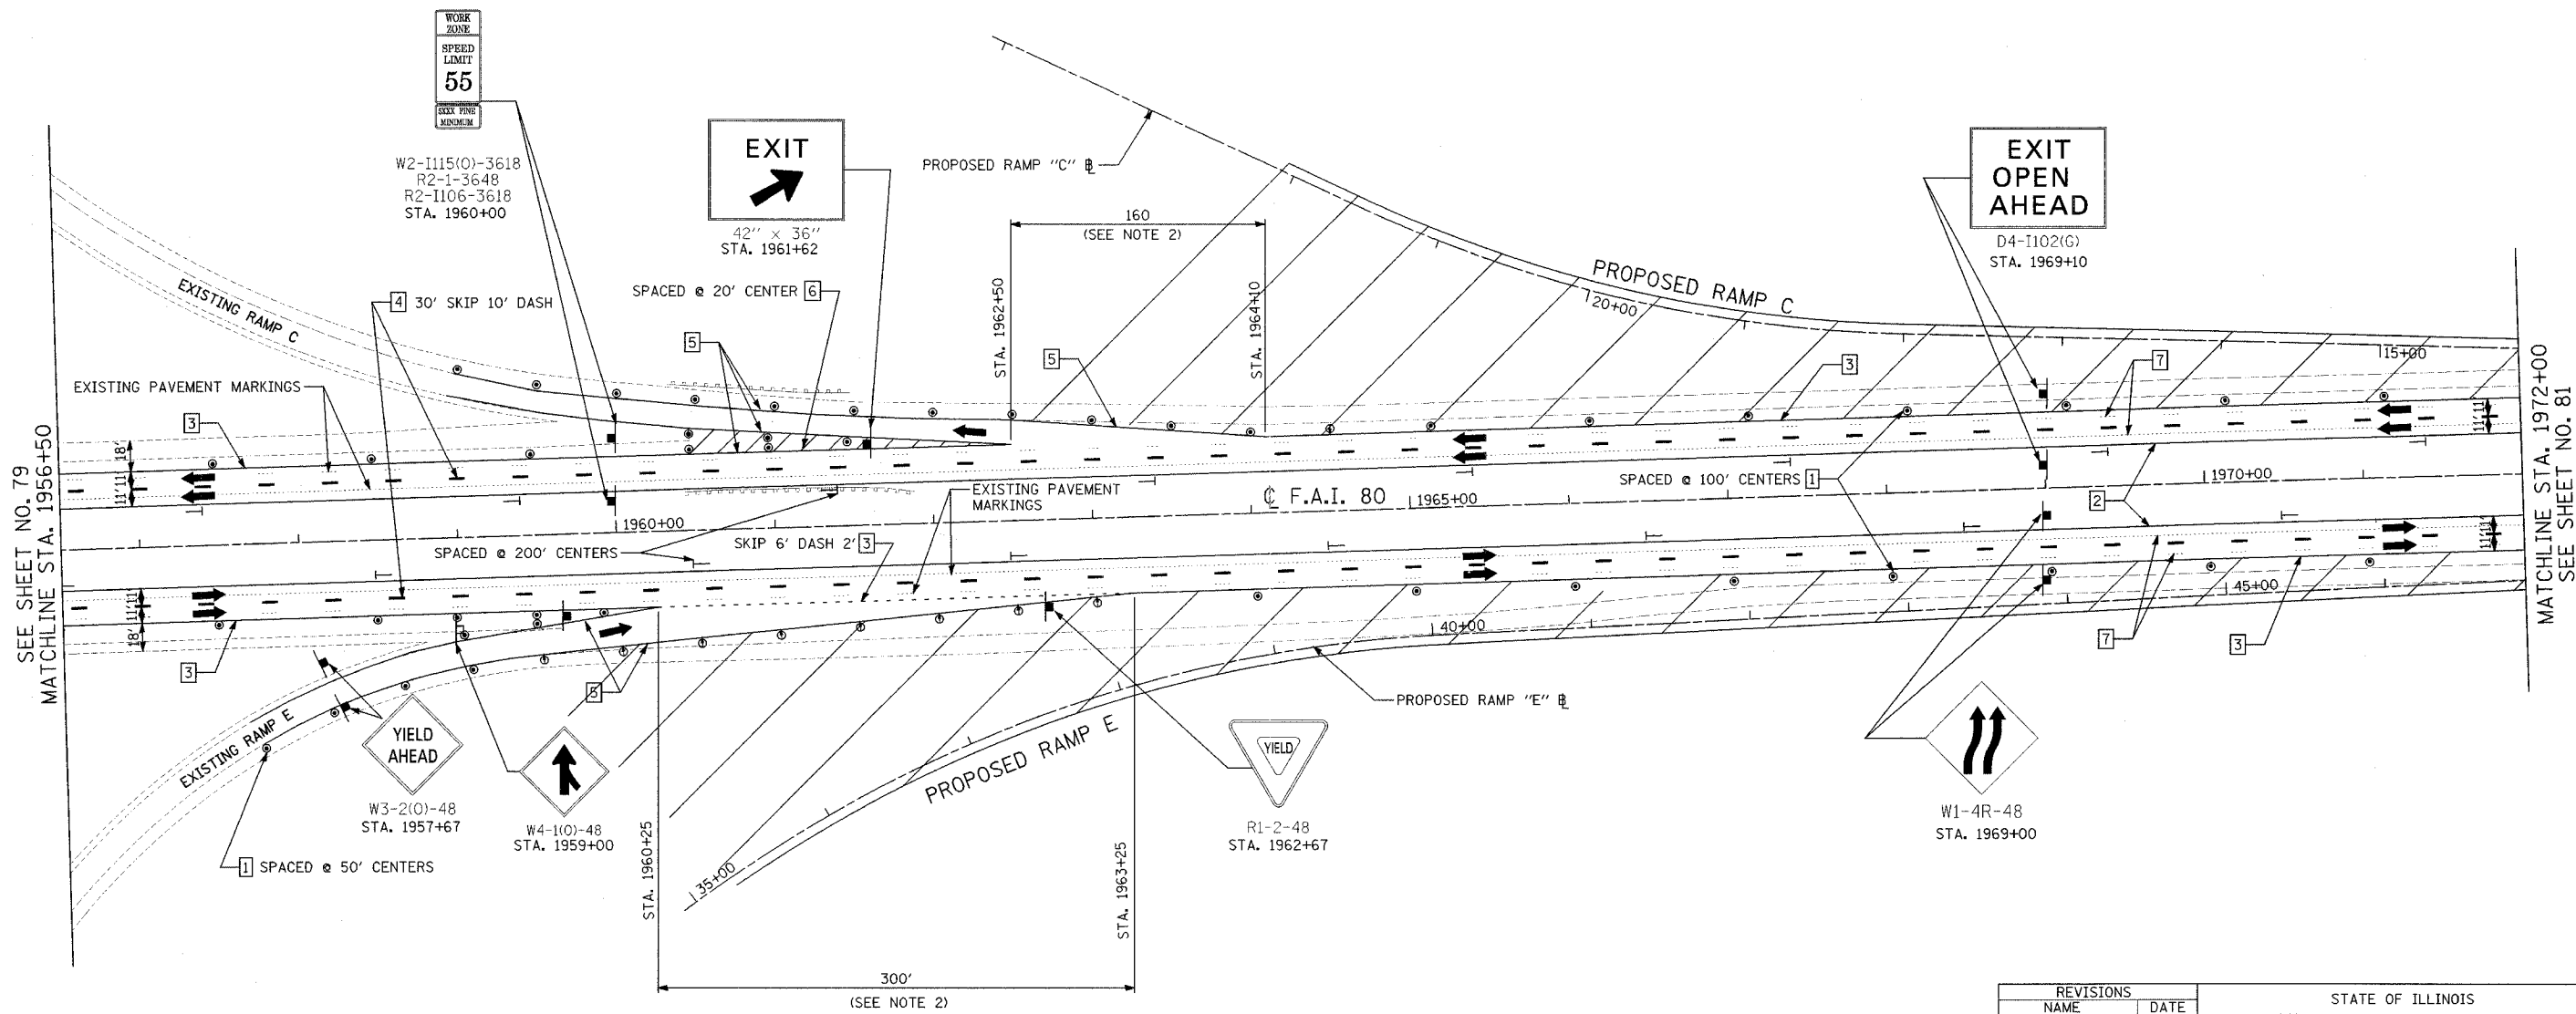 WORK
ZONE
SPEED
LIMIT
55
$XXX FINE
MINIMUM
W2-I115(O)-3618
R2-1-3648
R2-I106-3618
STA. 1960+00
EXIT
42" x 36"
STA. 1961+62
PROPOSED RAMP "C" ⅊
160
(SEE NOTE 2)
STA. 1962+50
STA. 1964+10
EXIT
OPEN
AHEAD
D4-I102(G)
STA. 1969+10
EXISTING RAMP C
4 30' SKIP 10' DASH
SPACED @ 20' CENTER 6
5
5
PROPOSED RAMP C
20+00
3
7
15+00
EXISTING PAVEMENT MARKINGS
3
SEE SHEET NO. 79
MATCHLINE STA. 1956+50
18'
11'
11'
11'
11'
18'
1960+00
SPACED @ 200' CENTERS
EXISTING PAVEMENT
MARKINGS
SKIP 6' DASH 2' 3
℄ F.A.I. 80
1965+00
SPACED @ 100' CENTERS 1
1970+00
2
11'
11'
11'
11'
MATCHLINE STA. 1972+00
SEE SHEET NO. 81
3
5
40+00
45+00
7
3
EXISTING RAMP E
YIELD
AHEAD
W3-2(O)-48
STA. 1957+67
1 SPACED @ 50' CENTERS
W4-1(O)-48
STA. 1959+00
PROPOSED RAMP E
35+00
PROPOSED RAMP "E" ⅊
YIELD
R1-2-48
STA. 1962+67
W1-4R-48
STA. 1969+00
STA. 1960+25
STA. 1963+25
300'
(SEE NOTE 2)
REVISIONS
NAME DATE
STATE OF ILLINOIS